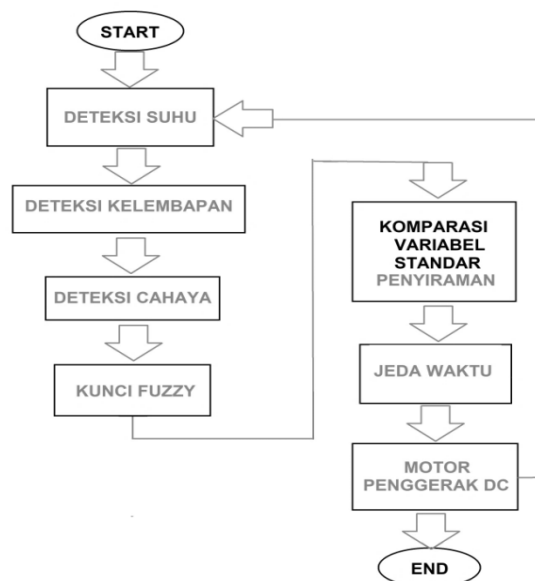 START
DETEKSI SUHU
DETEKSI KELEMBAPAN
DETEKSI CAHAYA
KUNCI FUZZY
KOMPARASI
VARIABEL
STANDAR
PENYIRAMAN
JEDA WAKTU
MOTOR
PENGGERAK DC
END